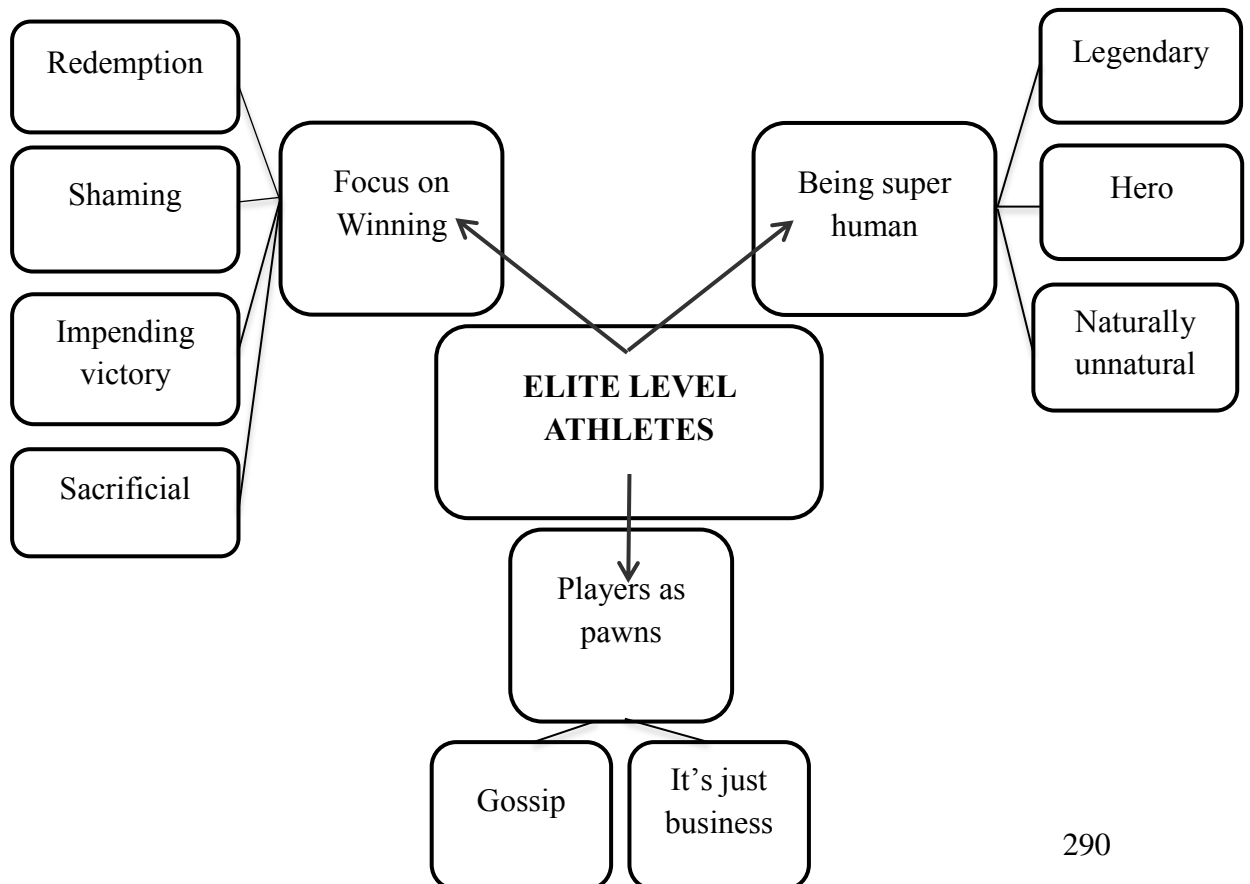 Redemption
Shaming
Impending
victory
Sacrificial
Focus on
Winning
Being super
human
Legendary
Hero
Naturally
unnatural
ELITE LEVEL
ATHLETES
Players as
pawns
Gossip
It's just
business
290